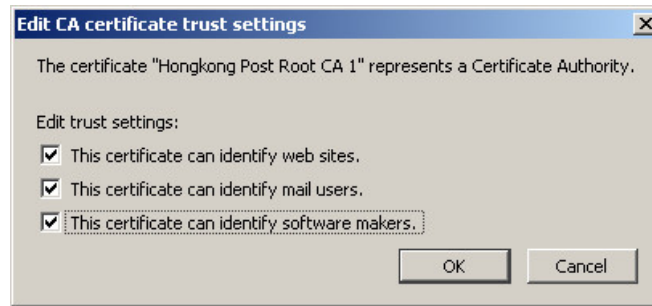 Edit CA certificate trust settings
The certificate "Hongkong Post Root CA 1" represents a Certificate Authority.
Edit trust settings:
This certificate can identify web sites.
This certificate can identify mail users.
This certificate can identify software makers.
OK Cancel